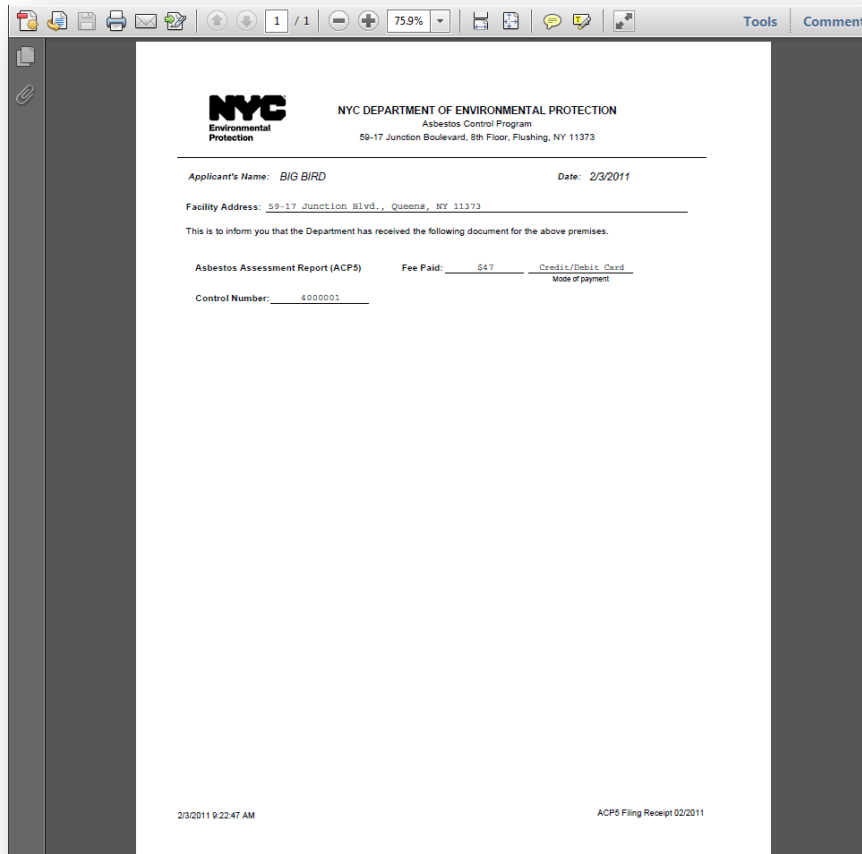 1 / 1 75.9% Tools Comment
NYC
Environmental
Protection
NYC DEPARTMENT OF ENVIRONMENTAL PROTECTION
Asbestos Control Program
59-17 Junction Boulevard, 8th Floor, Flushing, NY 11373
Applicant's Name: BIG BIRD Date: 2/3/2011
Facility Address: 59-17 Junction Blvd., Queens, NY 11373
This is to inform you that the Department has received the following document for the above premises.
Asbestos Assessment Report (ACP5) Fee Paid: $47 Credit/Debit Card
Mode of payment
Control Number: 4000001
2/3/2011 9:22:47 AM ACP5 Filing Receipt 02/2011